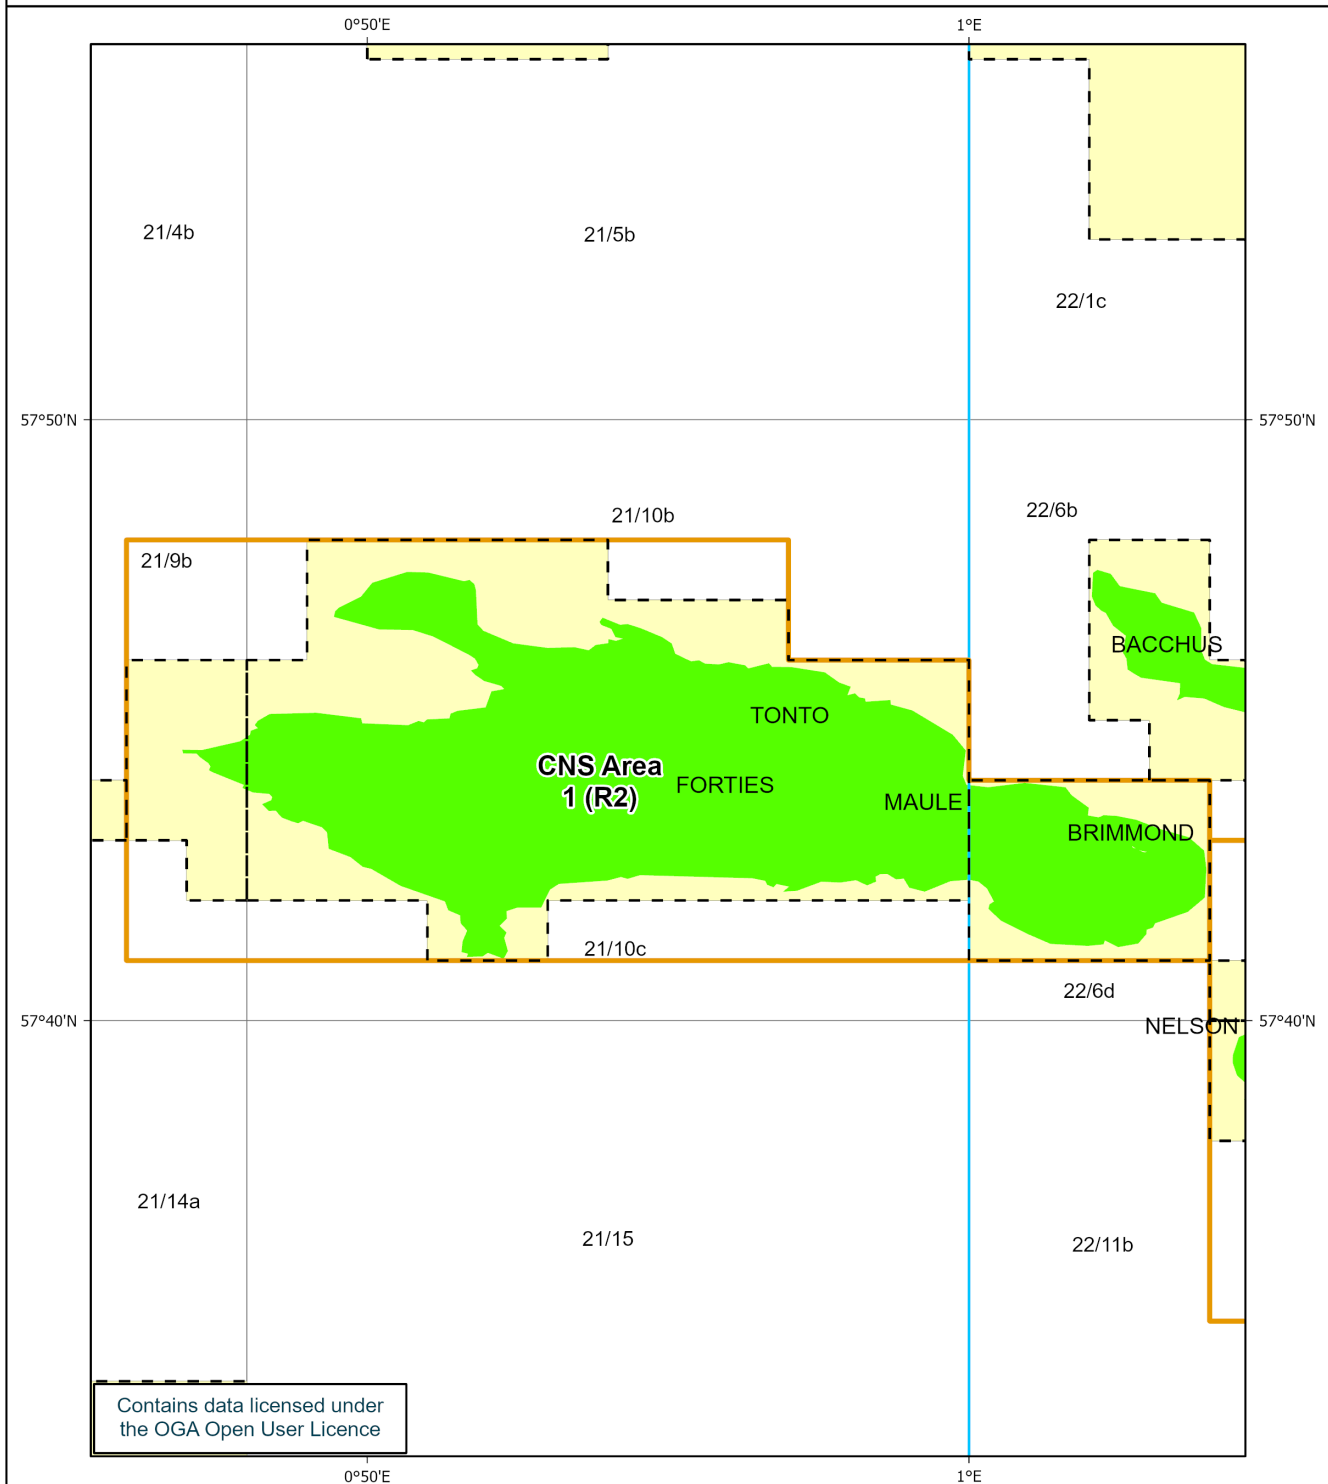 0°50'E
1°E
21/4b
21/5b
22/1c
57°50'N
57°50'N
22/6b
21/10b
21/9b
BACCHUS
TONTO
CNS Area
1 (R2)
FORTIES
MAULE
BRIMMOND
21/10c
22/6d
57°40'N
NELSON
57°40'N
21/14a
21/15
22/11b
Contains data licensed under
the OGA Open User Licence
0°50'E
1°E